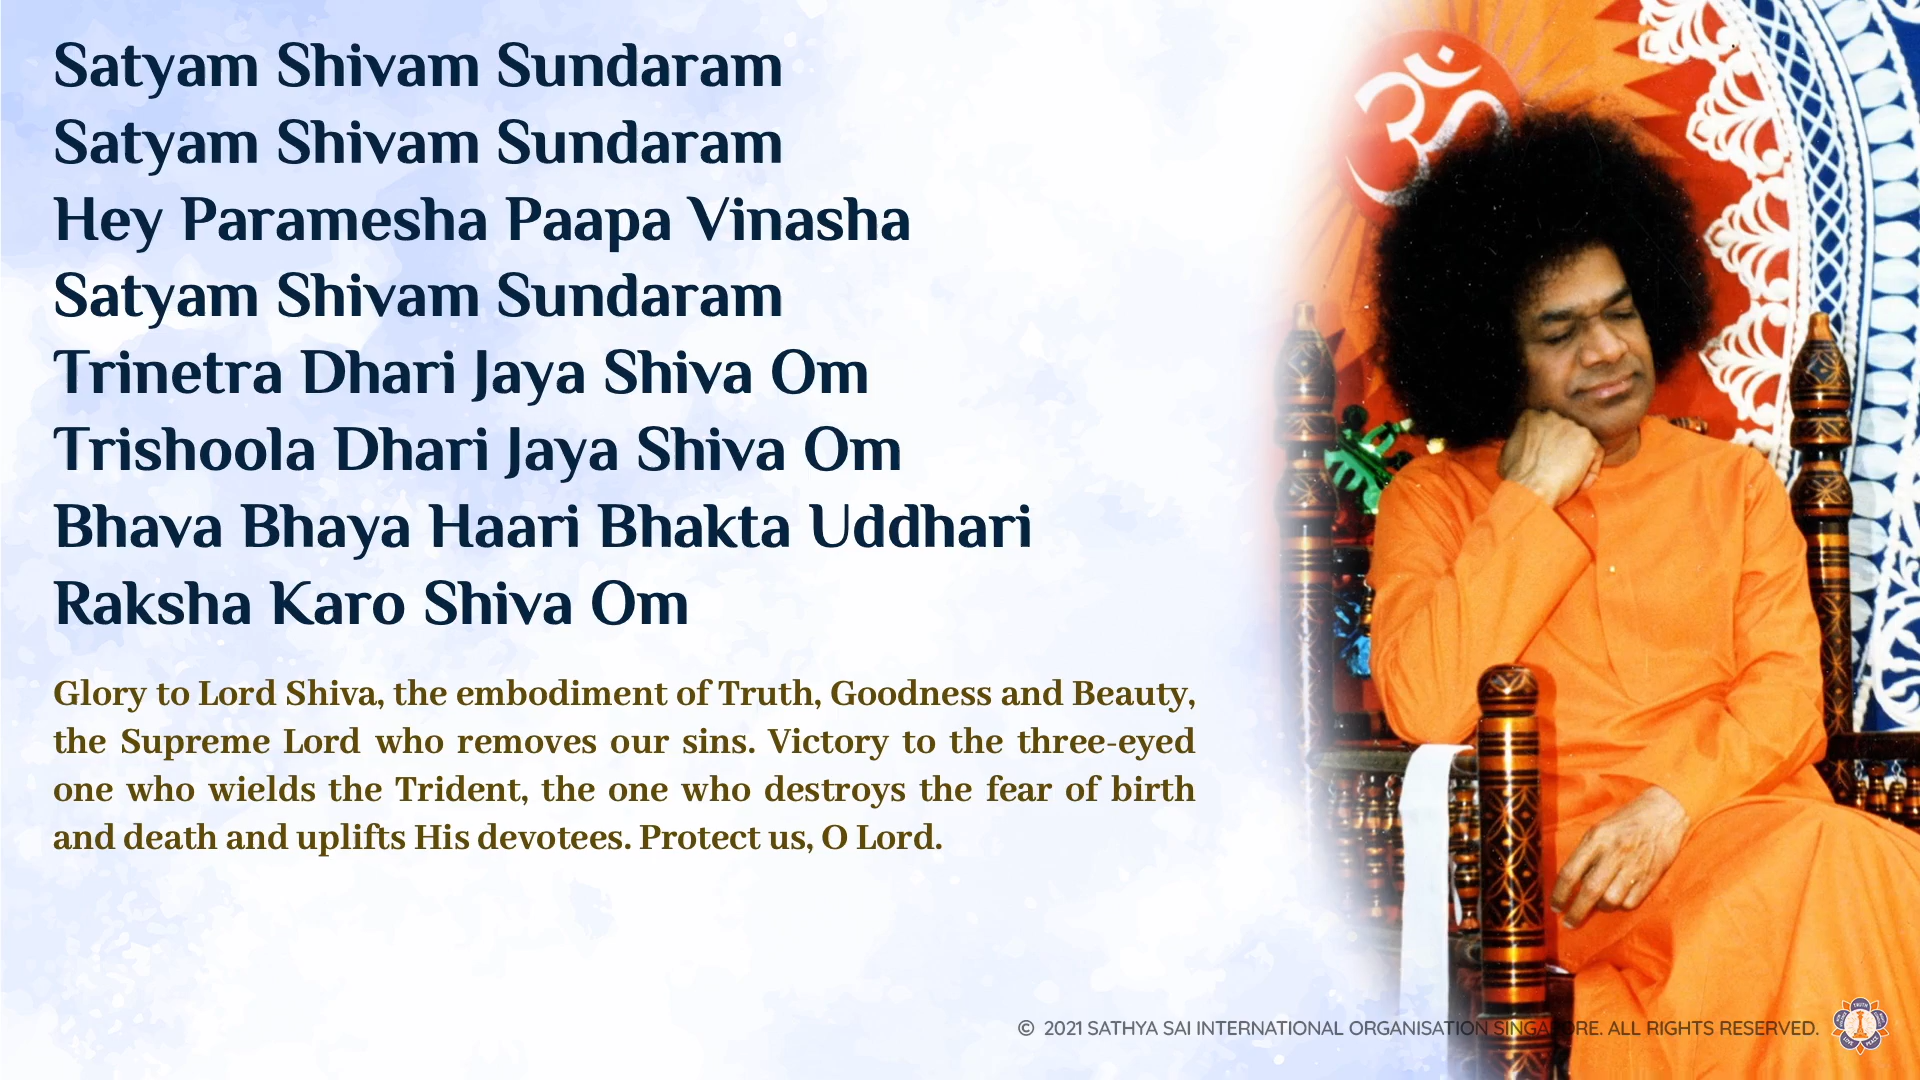 Satyam Shivam Sundaram
Satyam Shivam Sundaram
Hey Paramesha Paapa Vinasha
Satyam Shivam Sundaram
Trinetra Dhari Jaya Shiva Om
Trishoola Dhari Jaya Shiva Om
Bhava Bhaya Haari Bhakta Uddhari
Raksha Karo Shiva Om
Glory to Lord Shiva, the embodiment of Truth, Goodness and Beauty,
the Supreme Lord who removes our sins. Victory to the three-eyed
one who wields the Trident, the one who destroys the fear of birth
and death and uplifts His devotees. Protect us, O Lord.
ॐ
© 2021 SATHYA SAI INTERNATIONAL ORGANISATION SINGAPORE. ALL RIGHTS RESERVED.
TRUTH
LOVE
PEACE